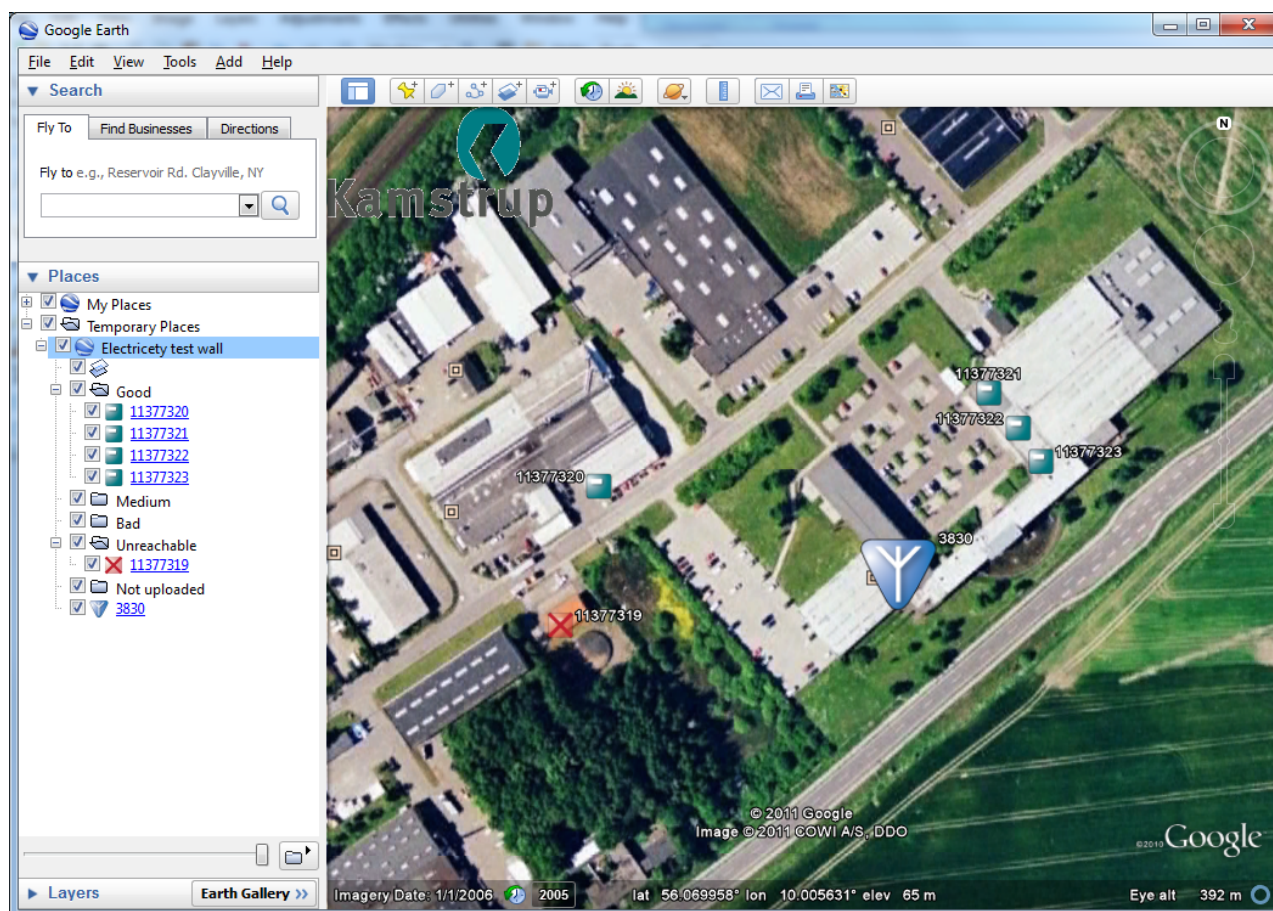 Google Earth
File Edit View Tools Add Help
Search
Fly To Find Businesses Directions
Fly to e.g., Reservoir Rd. Clayville, NY
Places
My Places
Temporary Places
Electricety test wall
Good
11377320
11377321
11377322
11377323
Medium
Bad
Unreachable
11377319
Not uploaded
3830
Layers
Earth Gallery >>
Kamstrup
N
11377321
11377322
11377323
11377320
3830
11377319
© 2011 Google
Image © 2011 COWI A/S, DDO
©2010 Google
Imagery Date: 1/1/2006 2005 lat 56.069958° lon 10.005631° elev 65 m Eye alt 392 m